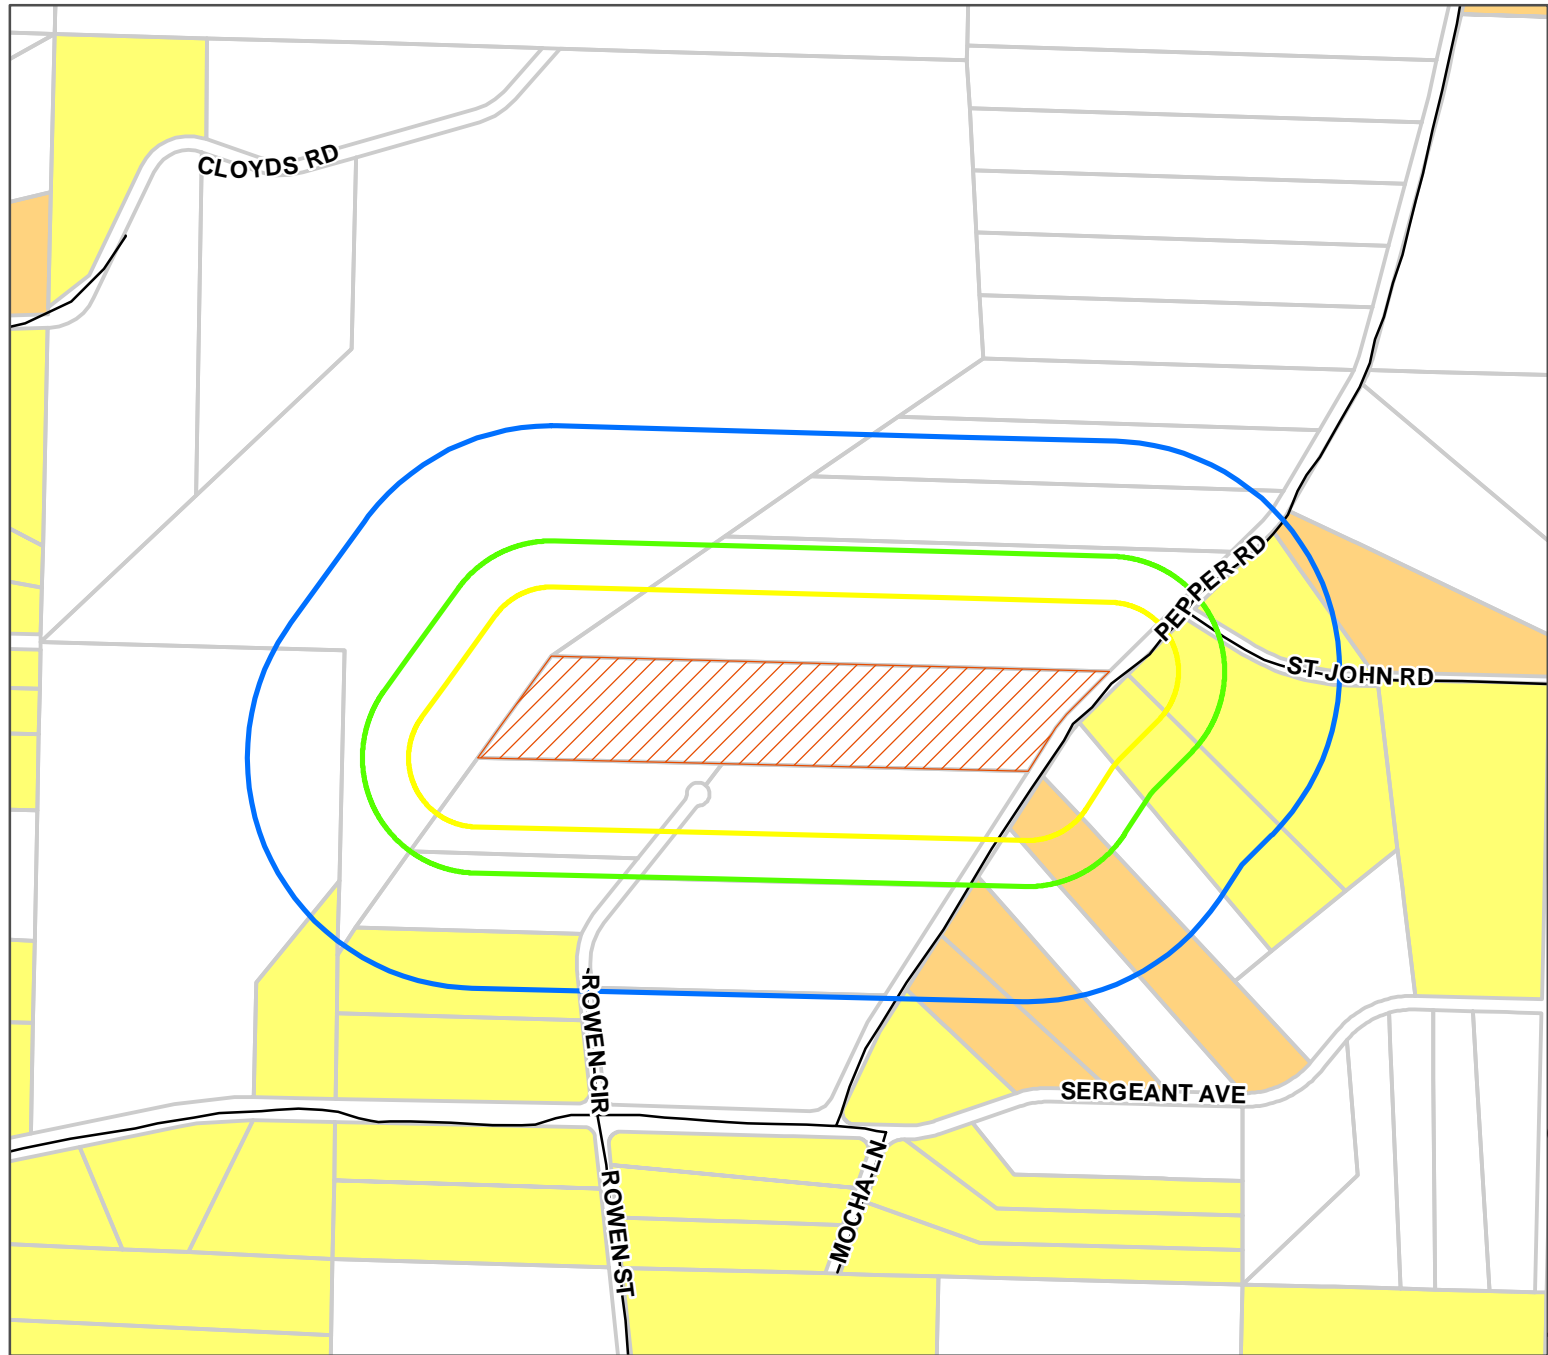 CLOYDS RD
PEPPER RD
ST JOHN RD
ROWEN CIR
SERGEANT AVE
MOCHA LN
ROWEN ST